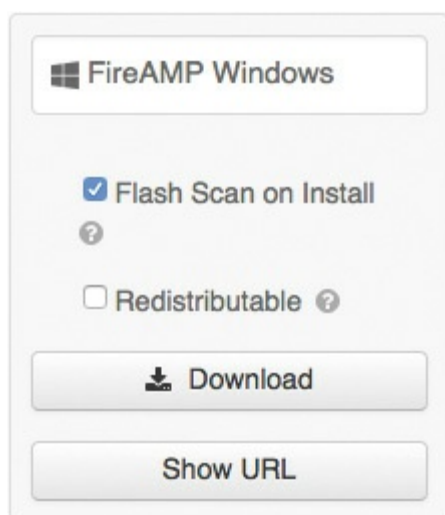 FireAMP Windows
Flash Scan on Install
?
Redistributable ?
Download
Show URL